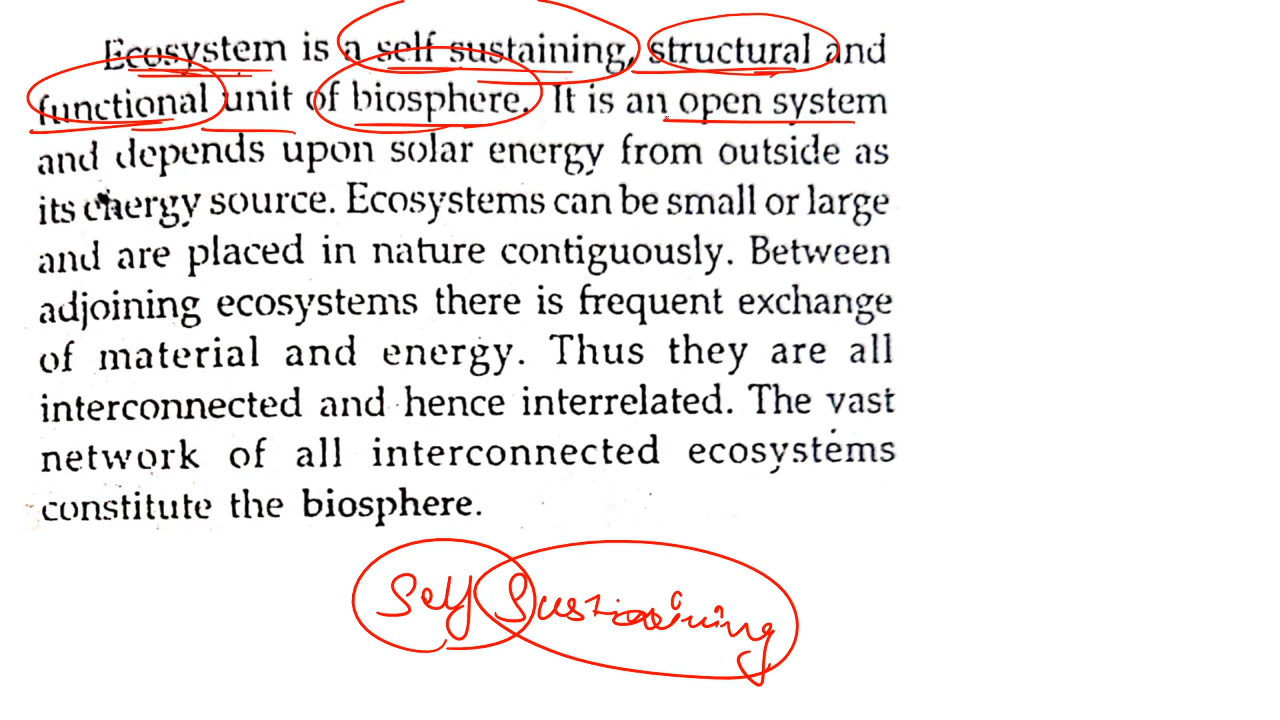 Ecosystem is a self sustaining, structural and
functional unit of biosphere. It is an open system
and depends upon solar energy from outside as
its energy source. Ecosystems can be small or large
and are placed in nature contiguously. Between
adjoining ecosystems there is frequent exchange
of material and energy. Thus they are all
interconnected and hence interrelated. The vast
network of all interconnected ecosystems
constitute the biosphere.
Self Sustaining